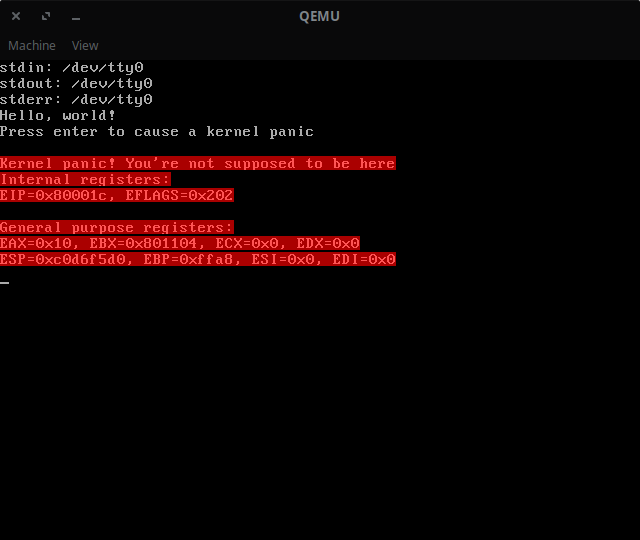 QEMU
Machine View
stdin: /dev/tty0
stdout: /dev/tty0
stderr: /dev/tty0
Hello, world!
Press enter to cause a kernel panic
Kernel panic! You're not supposed to be here
Internal registers:
EIP=0x80001c, EFLAGS=0x202
General purpose registers:
EAX=0x10, EBX=0x801104, ECX=0x0, EDX=0x0
ESP=0xc0d6f5d0, EBP=0xffa8, ESI=0x0, EDI=0x0